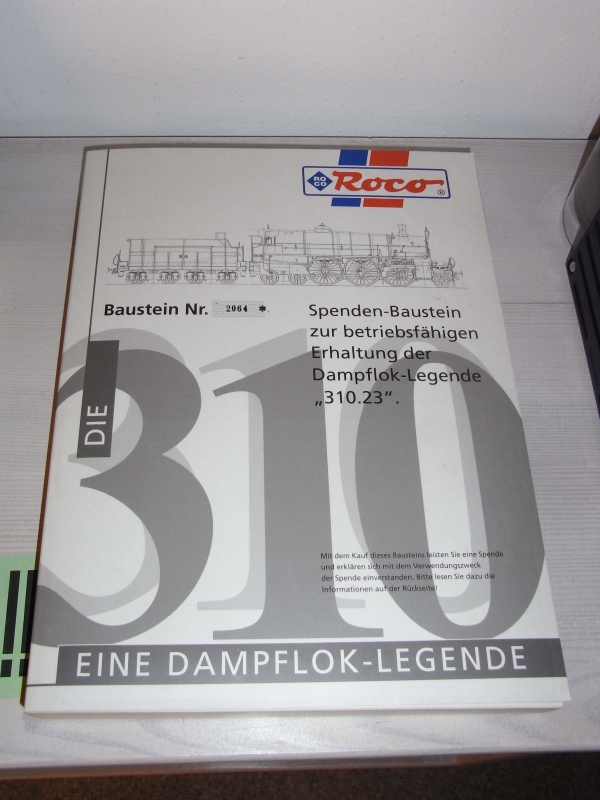 RO
CO
Roco ®
Baustein Nr. 2064 *.
Spenden-Baustein
zur betriebsfähigen
Erhaltung der
Dampflok-Legende
„310.23“.
DIE
310
Mit dem Kauf dieses Bausteins leisten Sie eine Spende
und erklären sich mit dem Verwendungszweck
der Spende einverstanden. Bitte lesen Sie dazu die
Informationen auf der Rückseite!
EINE DAMPFLOK-LEGENDE
!!